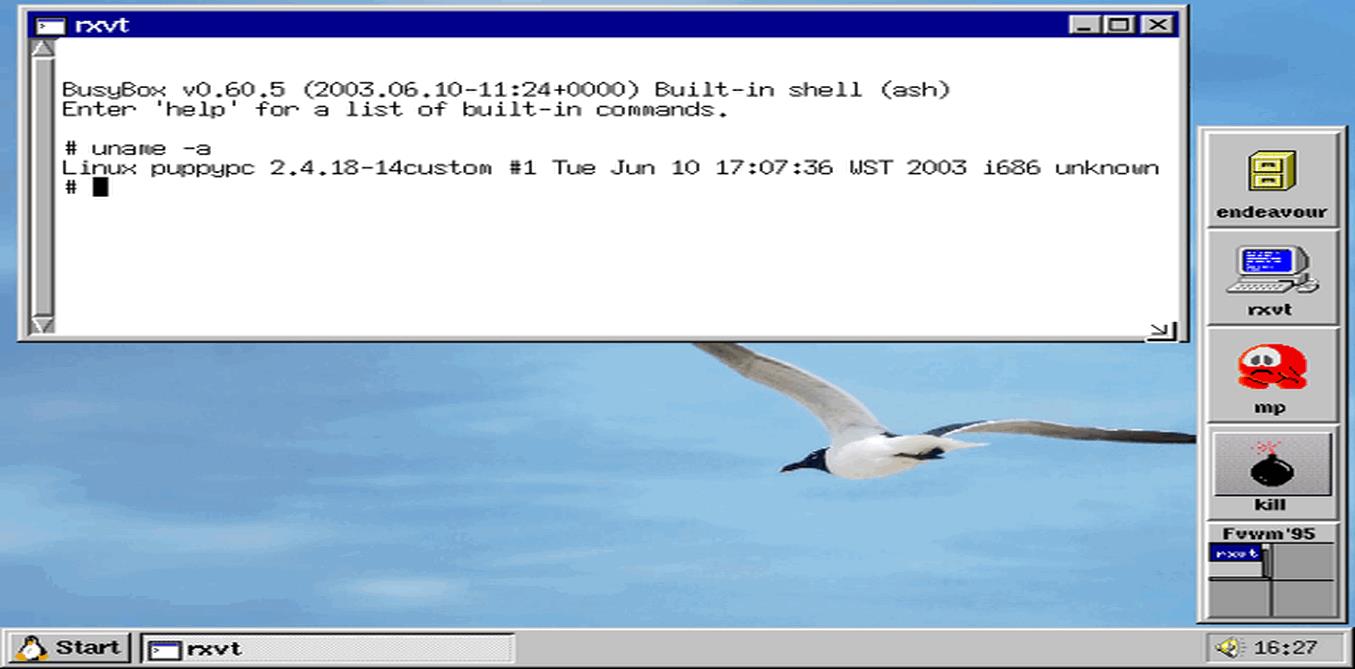 rxvt
BusyBox v0.60.5 (2003.06.10-11:24+0000) Built-in shell (ash)
Enter 'help' for a list of built-in commands.
# uname -a
Linux puppypc 2.4.18-14custom #1 Tue Jun 10 17:07:36 WST 2003 i686 unknown
#
endeavour
rxvt
mp
kill
Fvwm'95
rxvt
Start
rxvt
16:27